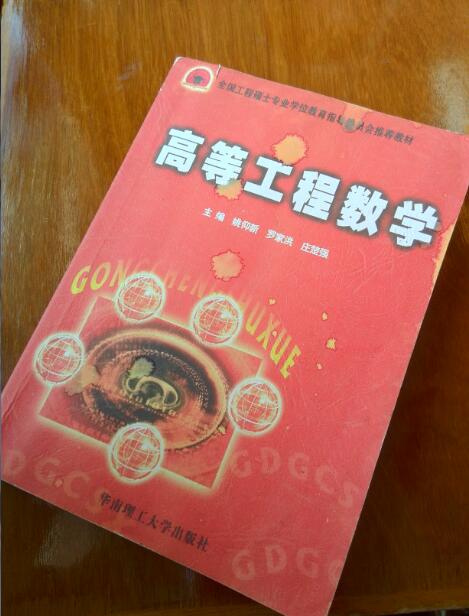 全国工程硕士专业学位教育指导委员会推荐教材
高等工程数学
主编 姚仰新 罗家洪 庄楚强
GONGCHENGSHUXUE
GDGCS
GDGCS
GDGCS
华南理工大学出版社